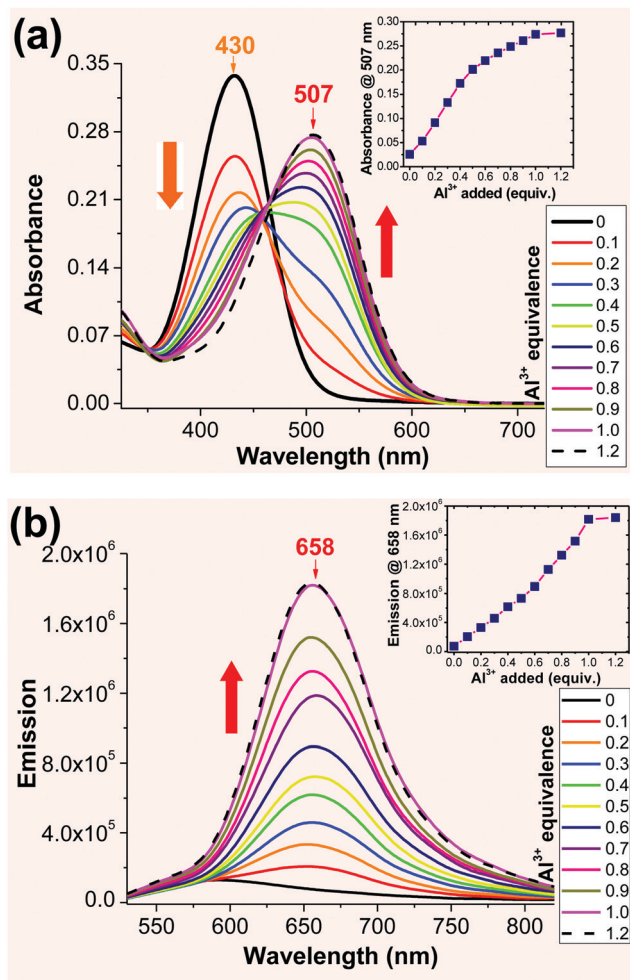 (a)
430
507
0.35
0.28
0.21
0.14
0.07
0.00
Absorbance
400
500
600
700
Wavelength (nm)
Absorbance @ 507 nm
0.30
0.25
0.20
0.15
0.10
0.05
0.00
0.0 0.2 0.4 0.6 0.8 1.0 1.2
Al³⁺ added (equiv.)
Al³⁺ equivalence
0
0.1
0.2
0.3
0.4
0.5
0.6
0.7
0.8
0.9
1.0
1.2
(b)
658
2.0x10⁶
1.6x10⁶
1.2x10⁶
8.0x10⁵
4.0x10⁵
0.0
Emission
550
600
650
700
750
800
Wavelength (nm)
Emission @ 658 nm
2.0x10⁶
1.6x10⁶
1.2x10⁶
8.0x10⁵
4.0x10⁵
0.0
0.0 0.2 0.4 0.6 0.8 1.0 1.2
Al³⁺ added (equiv.)
Al³⁺ equivalence
0
0.1
0.2
0.3
0.4
0.5
0.6
0.7
0.8
0.9
1.0
1.2